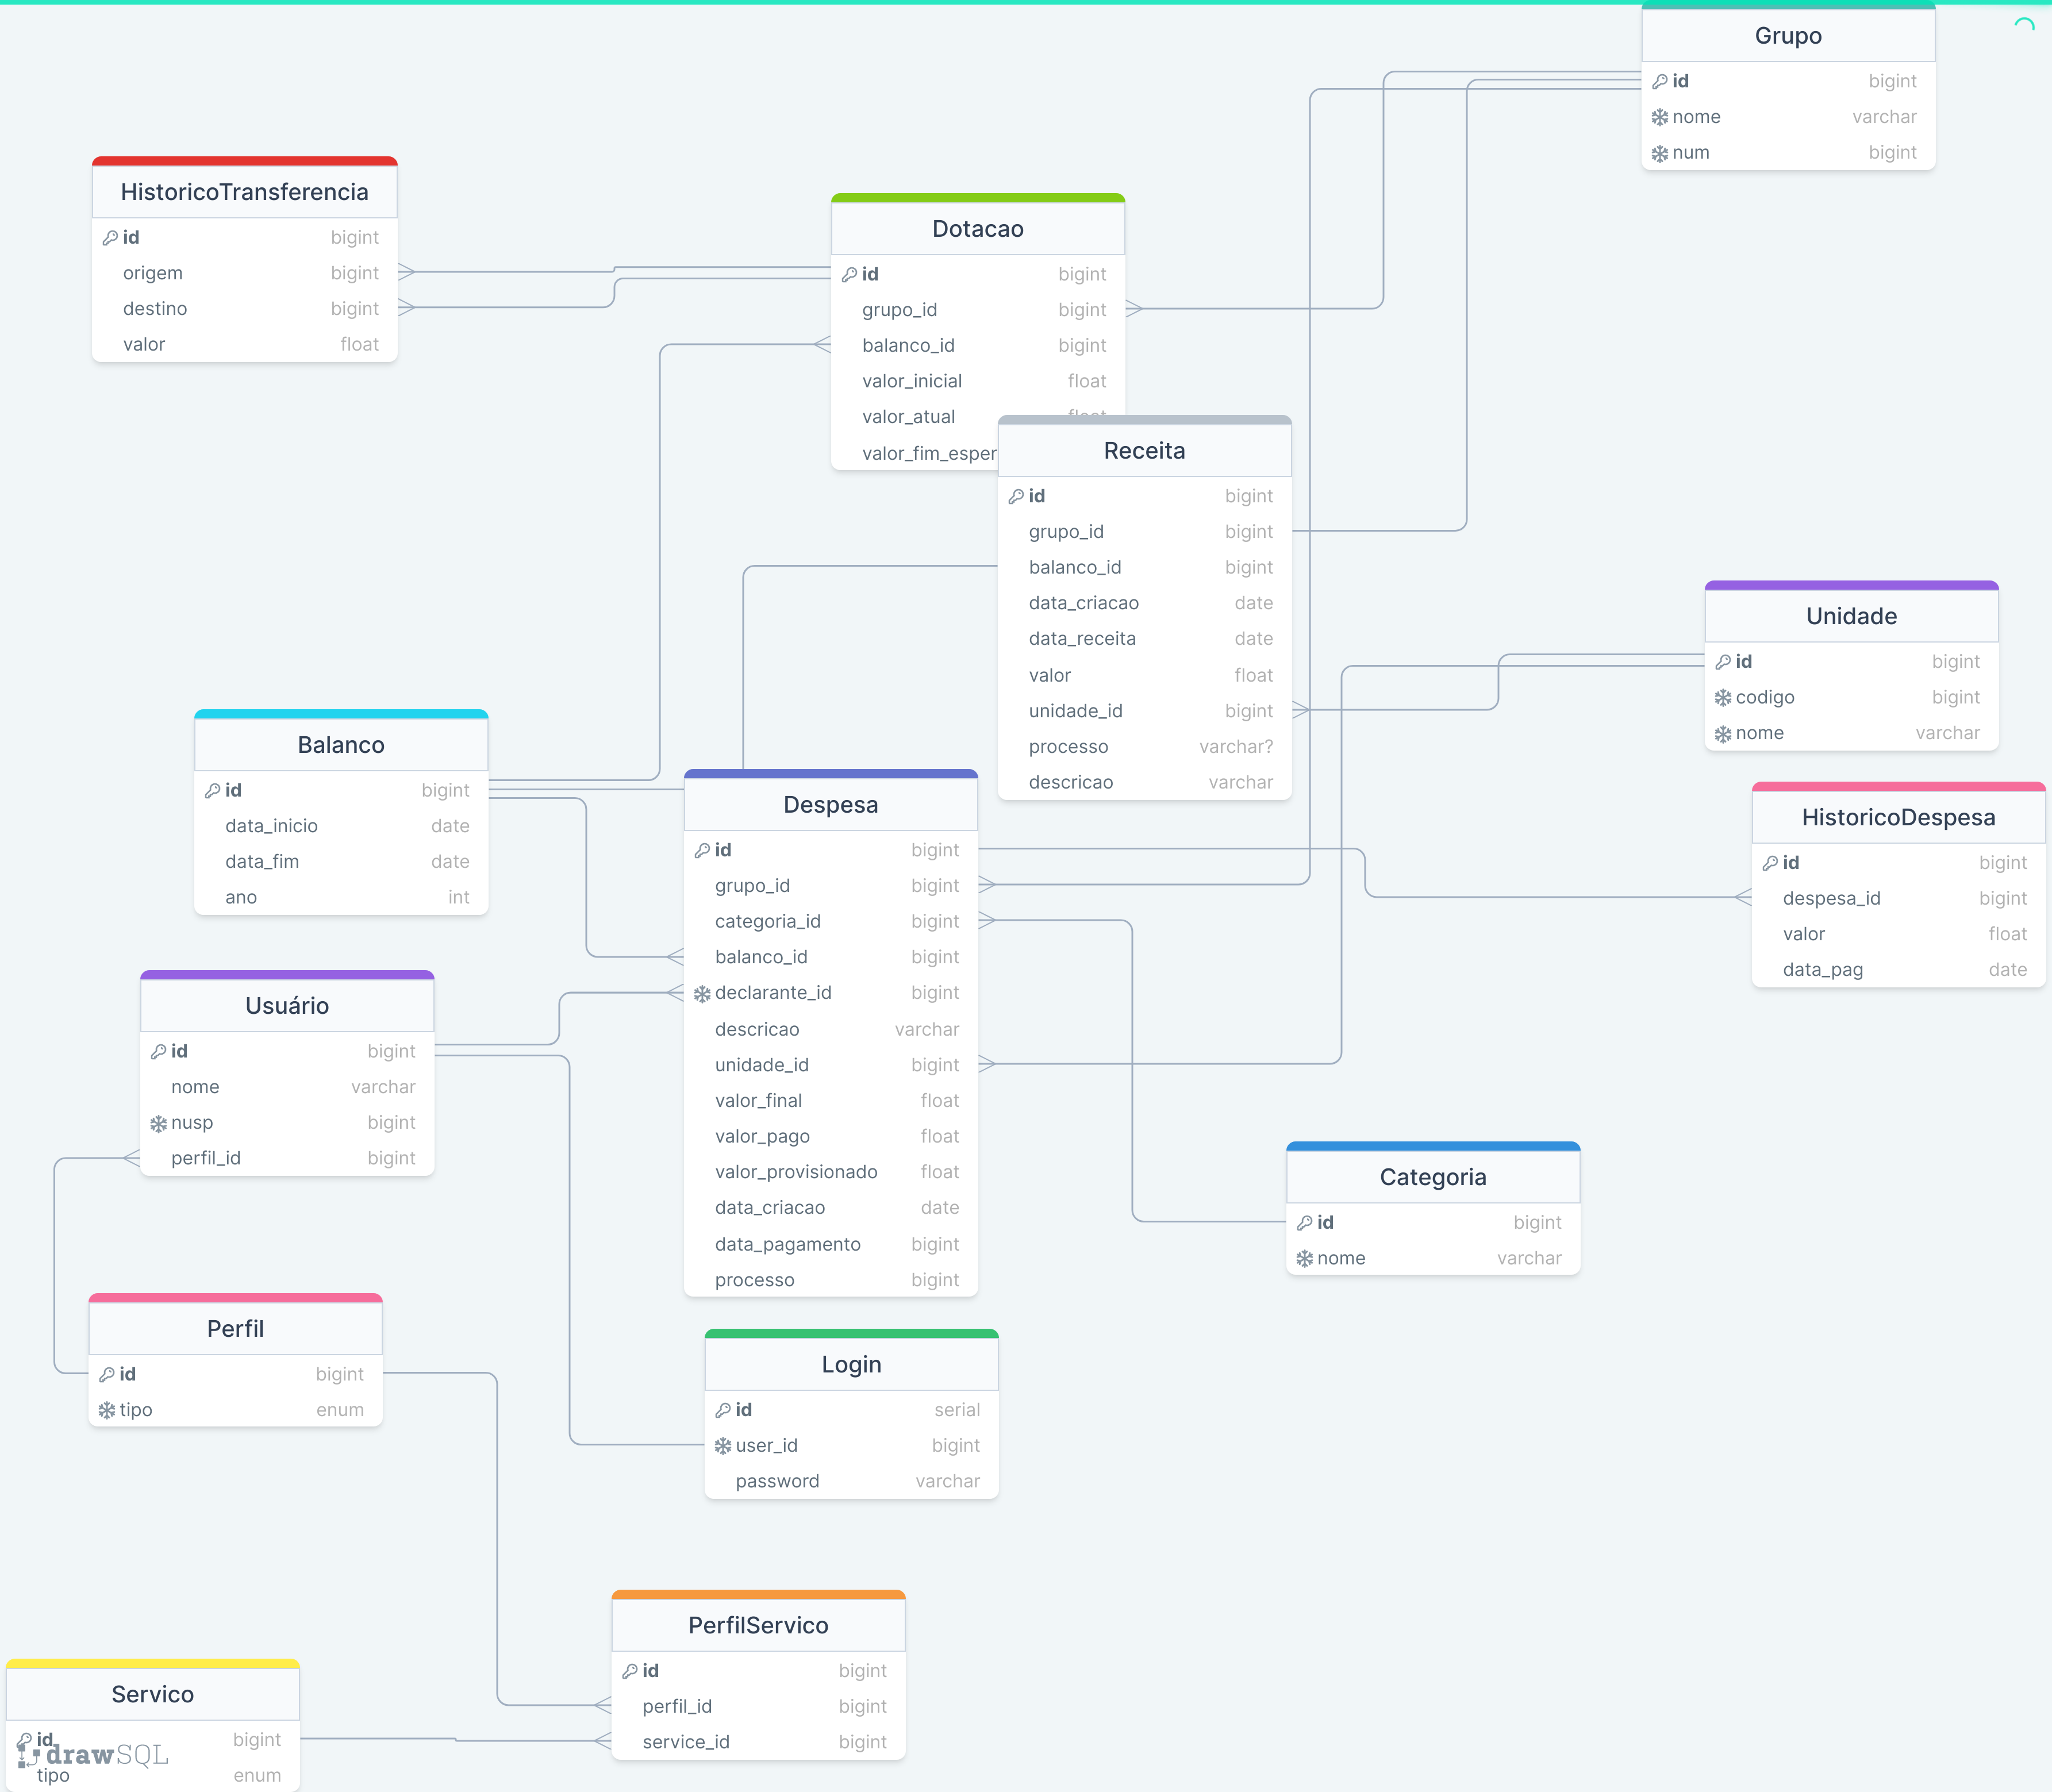 Grupo
id bigint
nome varchar
num bigint
HistoricoTransferencia
id bigint
origem bigint
destino bigint
valor float
Dotacao
id bigint
grupo_id bigint
balanco_id bigint
valor_inicial float
valor_atual float
valor_fim_esper
Receita
id bigint
grupo_id bigint
balanco_id bigint
data_criacao date
data_receita date
valor float
unidade_id bigint
processo varchar?
descricao varchar
Unidade
id bigint
codigo bigint
nome varchar
Balanco
id bigint
data_inicio date
data_fim date
ano int
Despesa
id bigint
grupo_id bigint
categoria_id bigint
balanco_id bigint
declarante_id bigint
descricao varchar
unidade_id bigint
valor_final float
valor_pago float
valor_provisionado float
data_criacao date
data_pagamento bigint
processo bigint
HistoricoDespesa
id bigint
despesa_id bigint
valor float
data_pag date
Usuário
id bigint
nome varchar
nusp bigint
perfil_id bigint
Categoria
id bigint
nome varchar
Perfil
id bigint
tipo enum
Login
id serial
user_id bigint
password varchar
PerfilServico
id bigint
perfil_id bigint
service_id bigint
Servico
id bigint
drawSQL
tipo enum